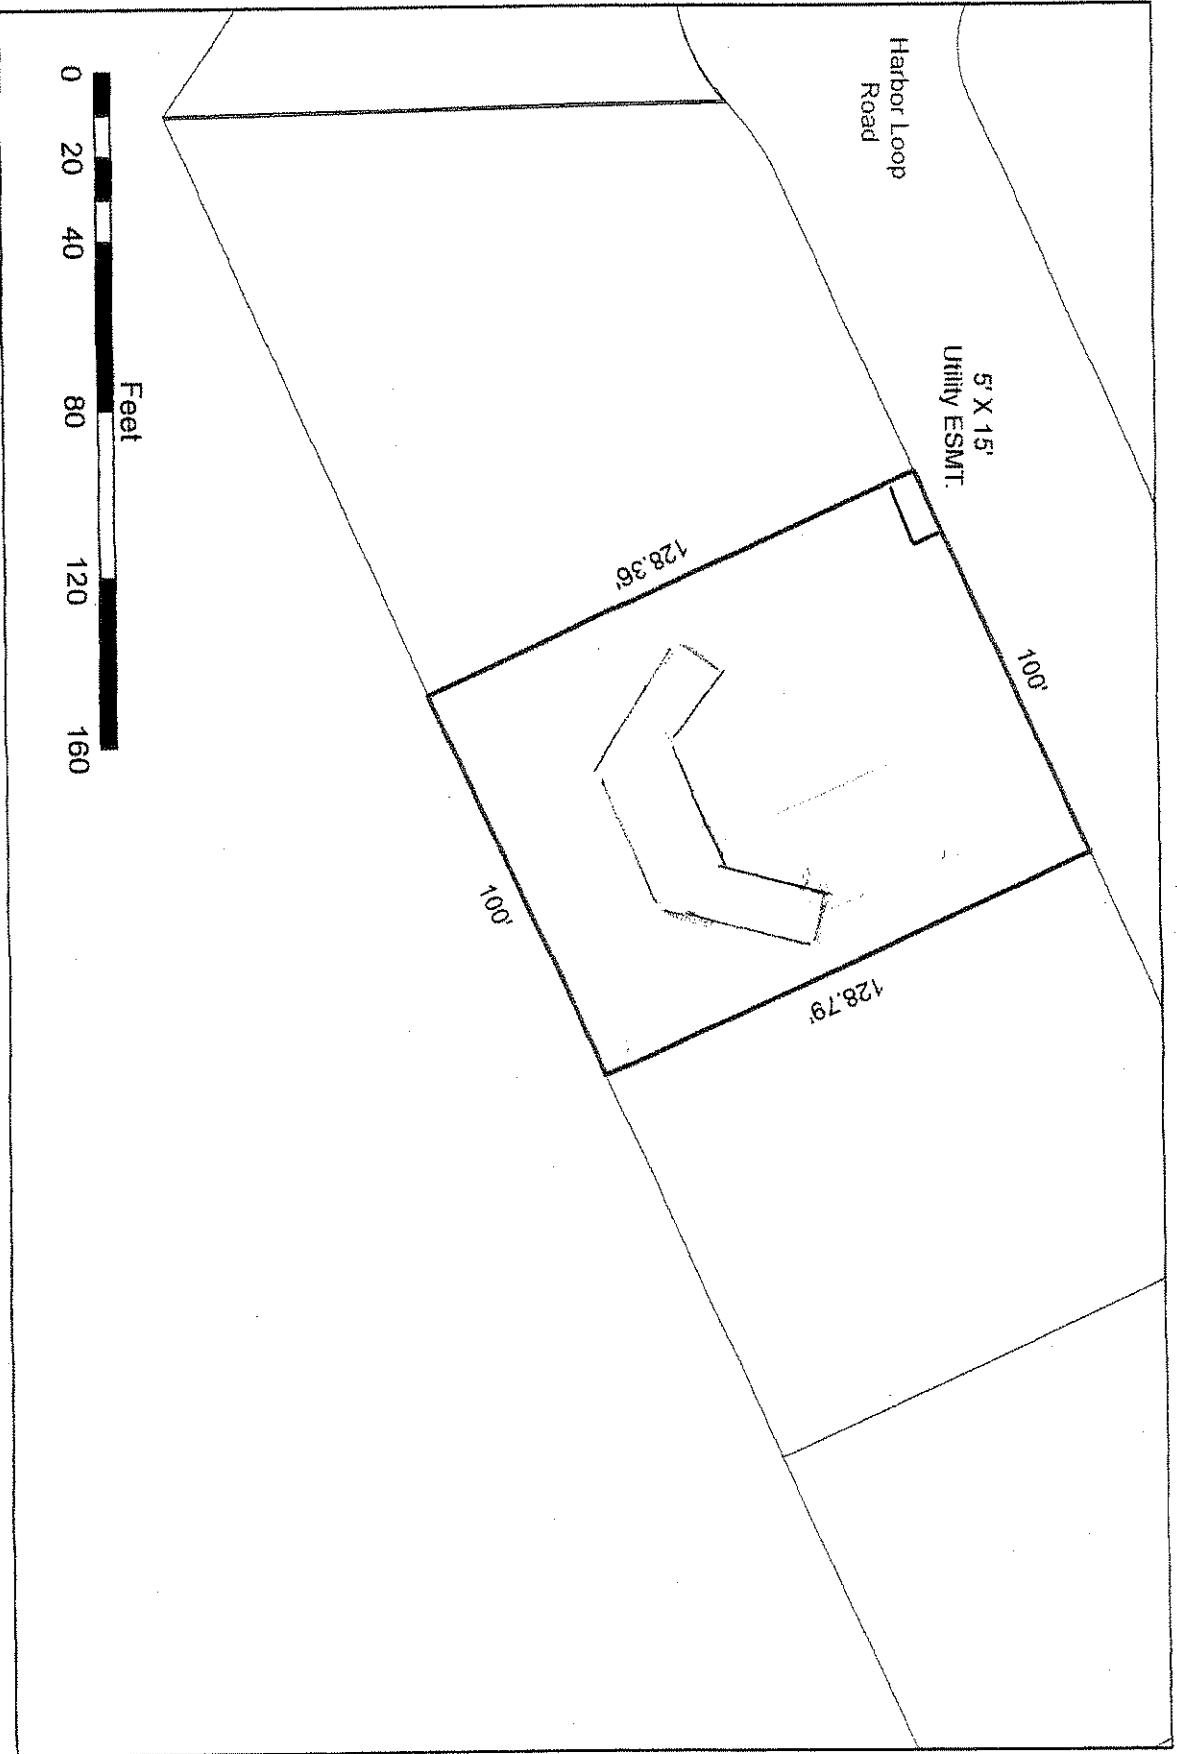 Harbor Loop
Road
5' X 15'
Utility ESMT.
100'
128.36'
128.79'
100'
Feet
0 20 40 80 120 160